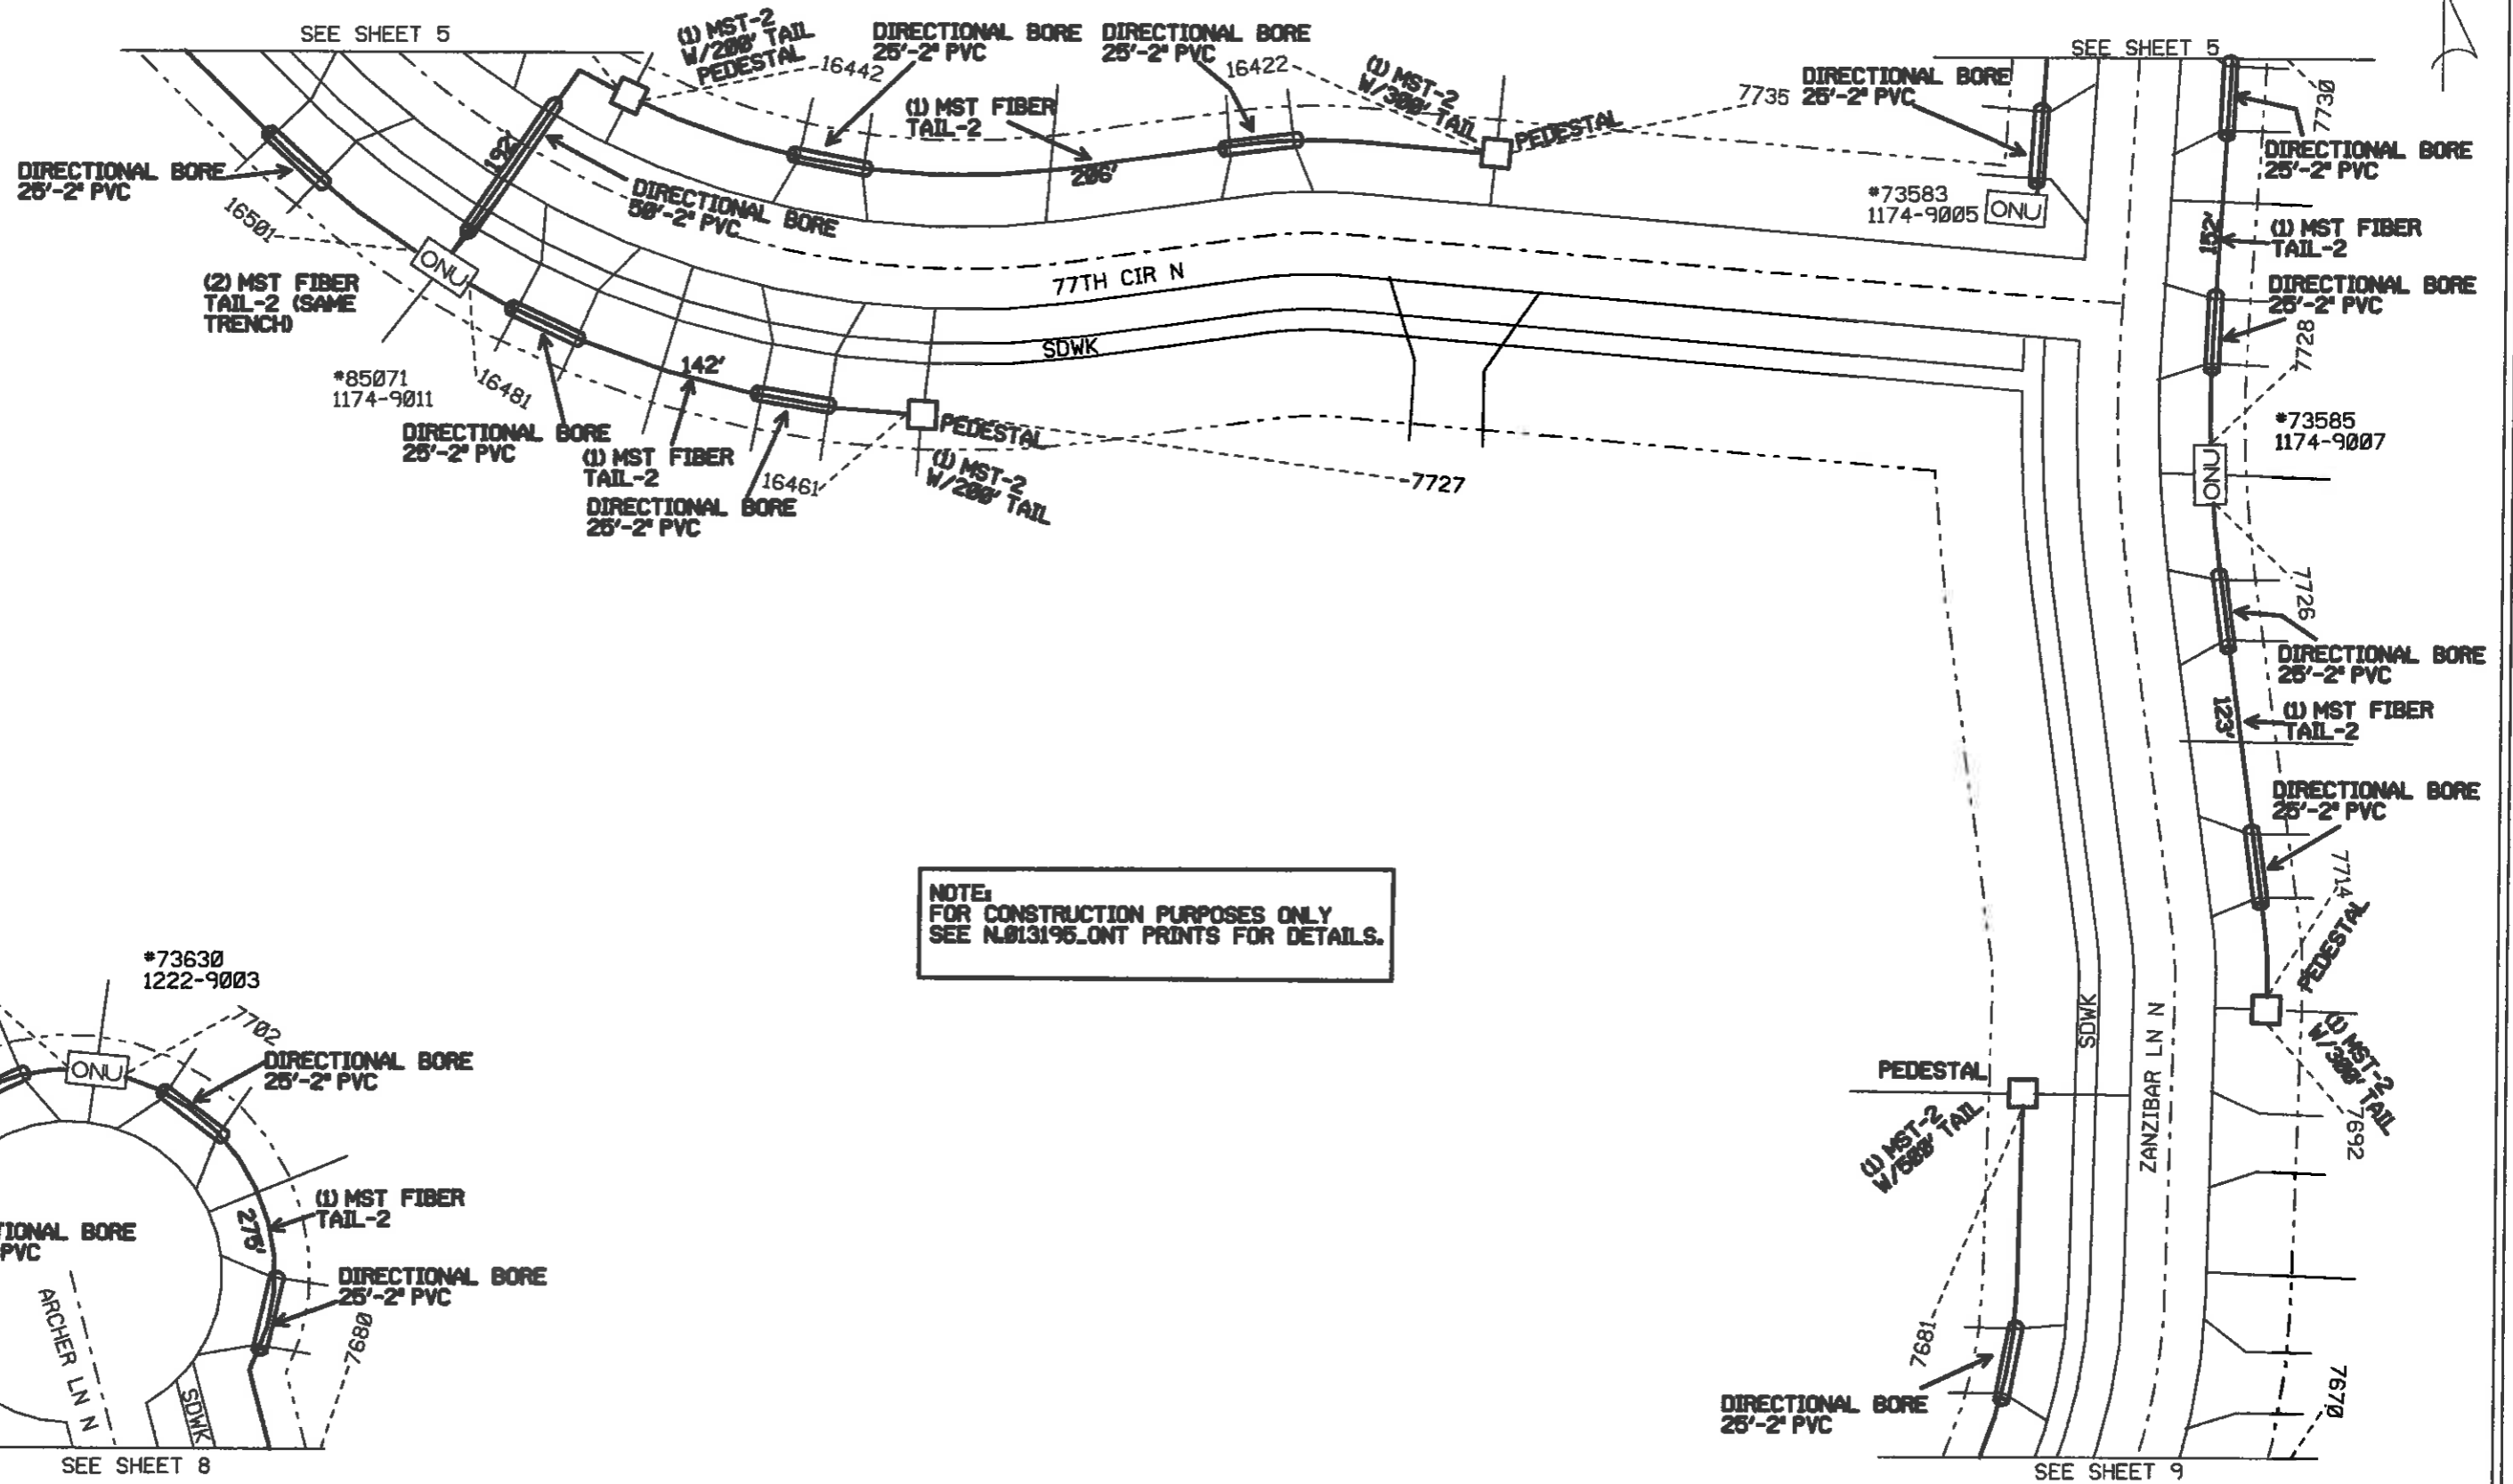 SEE SHEET 5
(1) MST-2
W/200' TAIL
PEDESTAL
16442
DIRECTIONAL BORE
25'-2" PVC
DIRECTIONAL BORE
25'-2" PVC
16422
(1) MST-2
W/300' TAIL
PEDESTAL
7735
DIRECTIONAL BORE
25'-2" PVC
SEE SHEET 5
7730
DIRECTIONAL BORE
25'-2" PVC
(1) MST FIBER
TAIL-2
206'
192'
DIRECTIONAL BORE
25'-2" PVC
DIRECTIONAL BORE
50'-2" PVC
16501
ONU
*73583
1174-9005
ONU
152'
(1) MST FIBER
TAIL-2
DIRECTIONAL BORE
25'-2" PVC
7728
(2) MST FIBER
TAIL-2 (SAME
TRENCH)
77TH CIR N
SDWK
*85071
1174-9011
16481
142'
DIRECTIONAL BORE
25'-2" PVC
(1) MST FIBER
TAIL-2
16461
DIRECTIONAL BORE
25'-2" PVC
PEDESTAL
(1) MST-2
W/200' TAIL
7727
*73585
1174-9007
ONU
7726
DIRECTIONAL BORE
25'-2" PVC
123'
(1) MST FIBER
TAIL-2
DIRECTIONAL BORE
25'-2" PVC
7714
PEDESTAL
(1) MST-2
W/300' TAIL
7692
NOTE:
FOR CONSTRUCTION PURPOSES ONLY
SEE N.013195_ONT PRINTS FOR DETAILS.
*73630
1222-9003
7702
ONU
DIRECTIONAL BORE
25'-2" PVC
(1) MST FIBER
TAIL-2
275'
TIONAL BORE
PVC
DIRECTIONAL BORE
25'-2" PVC
7680
ARCHER LN N
SDWK
SEE SHEET 8
PEDESTAL
(1) MST-2
W/500' TAIL
SDWK
ZANZIBAR LN N
7681
DIRECTIONAL BORE
25'-2" PVC
7670
SEE SHEET 9